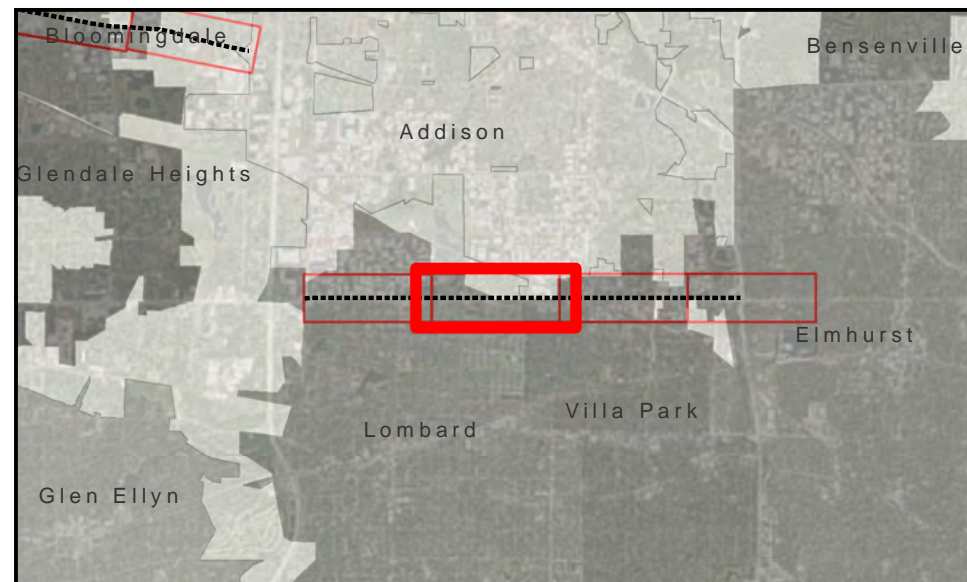 Bloomingdale
Bensenville
Addison
Glendale Heights
Elmhurst
Villa Park
Lombard
Glen Ellyn